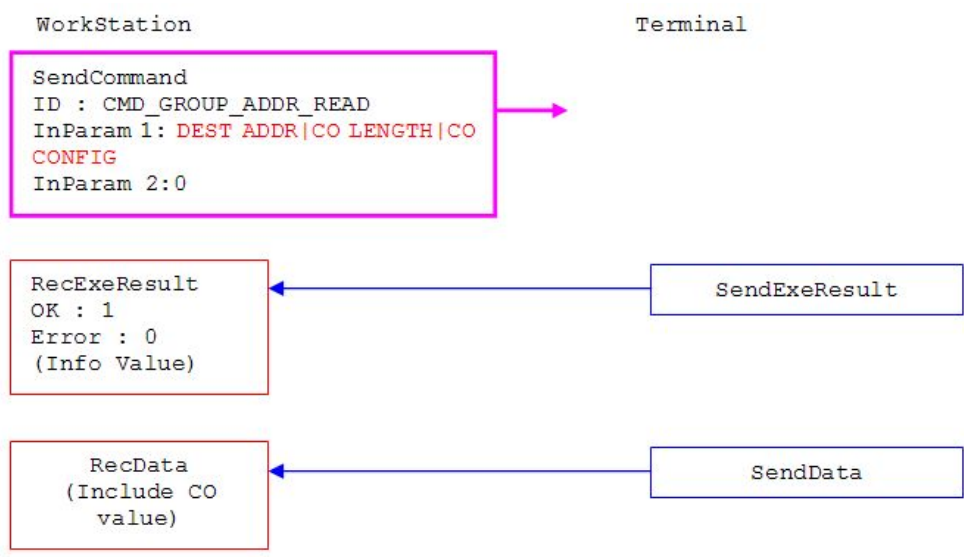 WorkStation
Terminal
SendCommand
ID : CMD_GROUP_ADDR_READ
InParam 1: DEST ADDR|CO LENGTH|CO
CONFIG
InParam 2:0
RecExeResult
OK : 1
Error : 0
(Info Value)
SendExeResult
RecData
(Include CO
value)
SendData